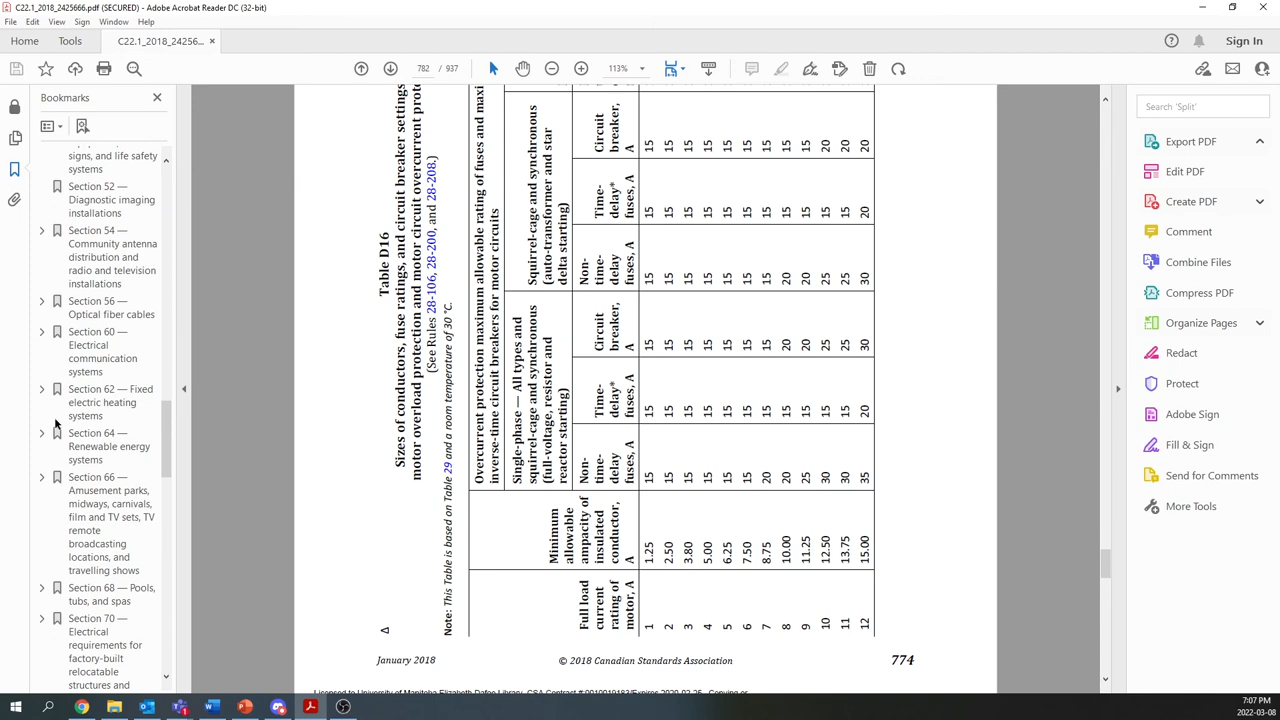 C22.1_2018_2425666.pdf (SECURED) - Adobe Acrobat Reader DC (32-bit)
File Edit View Sign Window Help
Home Tools C22.1_2018_24256... ×
Sign In
782 / 937
113%
Bookmarks
signs, and life safety
systems
Section 52 —
Diagnostic imaging
installations
Section 54 —
Community antenna
distribution and
radio and television
installations
Section 56 —
Optical fiber cables
Section 60 —
Electrical
communication
systems
Section 62 — Fixed
electric heating
systems
Section 64 —
Renewable energy
systems
Section 66 —
Amusement parks,
midways, carnivals,
film and TV sets, TV
remote
broadcasting
locations, and
travelling shows
Section 68 — Pools,
tubs, and spas
Section 70 —
Electrical
requirements for
factory-built
relocatable
structures and
Δ
Table D16
Sizes of conductors, fuse ratings, and circuit breaker settings
motor overload protection and motor circuit overcurrent
(See Rules 28-106, 28-200, and 28-208.)
Note: This Table is based on Table 29 and a room temperature of 30 °C.
Overcurrent protection maximum allowable rating of fuses and
inverse-time circuit breakers for motor circuits
Single-phase — All types and
squirrel-cage and synchronous
(full-voltage, resistor and
reactor starting)
Squirrel-cage and synchronous
(auto-transformer and star
delta starting)
Full load
current
rating of
motor, A
Minimum
allowable
ampacity of
insulated
conductor,
A
Non-
time-
delay
fuses, A
Time-
delay*
fuses, A
Circuit
breaker,
A
Non-
time-
delay
fuses, A
Time-
delay*
fuses, A
Circuit
breaker,
A
1 1.25 15 15 15 15 15 15
2 2.50 15 15 15 15 15 15
3 3.80 15 15 15 15 15 15
4 5.00 15 15 15 15 15 15
5 6.25 15 15 15 15 15 15
6 7.50 15 15 15 15 15 15
7 8.75 20 15 15 15 15 15
8 10.00 20 15 20 20 15 15
9 11.25 25 15 20 20 15 15
10 12.50 30 15 25 25 15 20
11 13.75 30 15 25 25 15 20
12 15.00 35 20 30 30 20 20
January 2018
© 2018 Canadian Standards Association
774
Licensed to University of Manitoba Elizabeth Dafoe Library. CSA Contract #:0010019183/Expires 2020-02-25. Copying or
Search 'Split'
Export PDF
Edit PDF
Create PDF
Comment
Combine Files
Compress PDF
Organize Pages
Redact
Protect
Adobe Sign
Fill & Sign
Send for Comments
More Tools
7:07 PM
2022-03-08